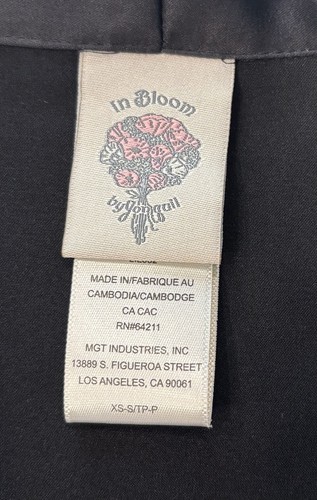 In Bloom
by Jonquil
MADE IN/FABRIQUE AU
CAMBODIA/CAMBODGE
CA CAC
RN#64211
MGT INDUSTRIES, INC
13889 S. FIGUEROA STREET
LOS ANGELES, CA 90061
XS-S/TP-P